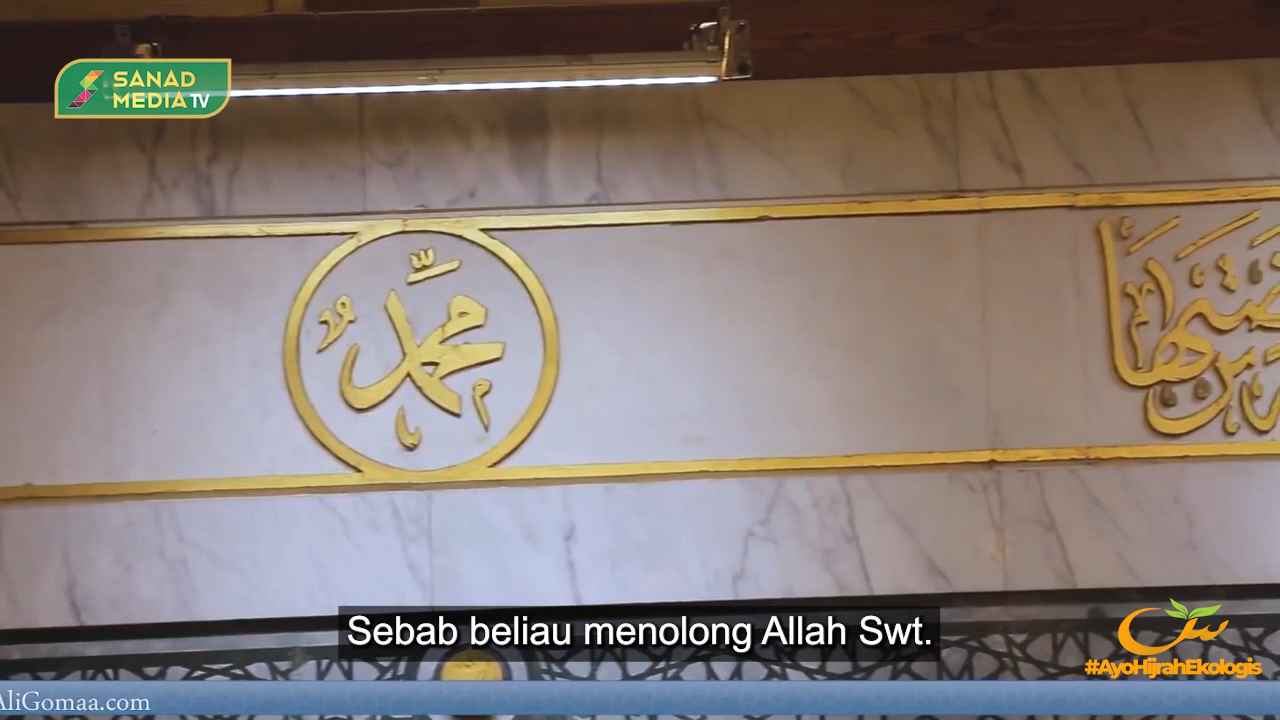 SANAD
MEDIA TV
محمد
Sebab beliau menolong Allah Swt.
#AyoHijrahEkologis
AliGomaa.com